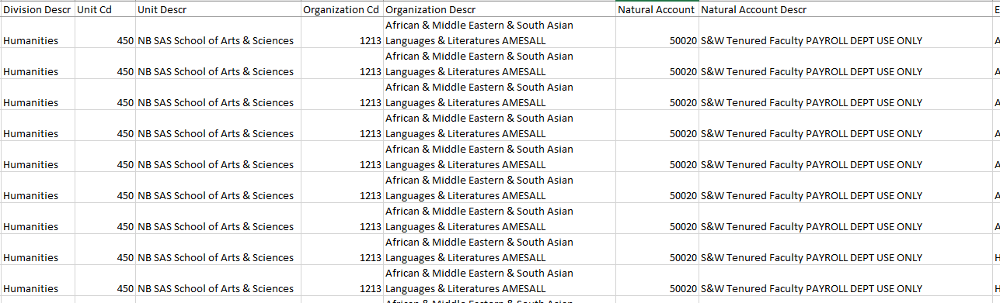 Division Descr Unit Cd Unit Descr Organization Cd Organization Descr Natural Account Natural Account Descr E
African & Middle Eastern & South Asian
Humanities 450 NB SAS School of Arts & Sciences 1213 Languages & Literatures AMESALL 50020 S&W Tenured Faculty PAYROLL DEPT USE ONLY A
African & Middle Eastern & South Asian
Humanities 450 NB SAS School of Arts & Sciences 1213 Languages & Literatures AMESALL 50020 S&W Tenured Faculty PAYROLL DEPT USE ONLY A
African & Middle Eastern & South Asian
Humanities 450 NB SAS School of Arts & Sciences 1213 Languages & Literatures AMESALL 50020 S&W Tenured Faculty PAYROLL DEPT USE ONLY A
African & Middle Eastern & South Asian
Humanities 450 NB SAS School of Arts & Sciences 1213 Languages & Literatures AMESALL 50020 S&W Tenured Faculty PAYROLL DEPT USE ONLY A
African & Middle Eastern & South Asian
Humanities 450 NB SAS School of Arts & Sciences 1213 Languages & Literatures AMESALL 50020 S&W Tenured Faculty PAYROLL DEPT USE ONLY A
African & Middle Eastern & South Asian
Humanities 450 NB SAS School of Arts & Sciences 1213 Languages & Literatures AMESALL 50020 S&W Tenured Faculty PAYROLL DEPT USE ONLY A
African & Middle Eastern & South Asian
Humanities 450 NB SAS School of Arts & Sciences 1213 Languages & Literatures AMESALL 50020 S&W Tenured Faculty PAYROLL DEPT USE ONLY A
African & Middle Eastern & South Asian
Humanities 450 NB SAS School of Arts & Sciences 1213 Languages & Literatures AMESALL 50020 S&W Tenured Faculty PAYROLL DEPT USE ONLY H
African & Middle Eastern & South Asian
Humanities 450 NB SAS School of Arts & Sciences 1213 Languages & Literatures AMESALL 50020 S&W Tenured Faculty PAYROLL DEPT USE ONLY H